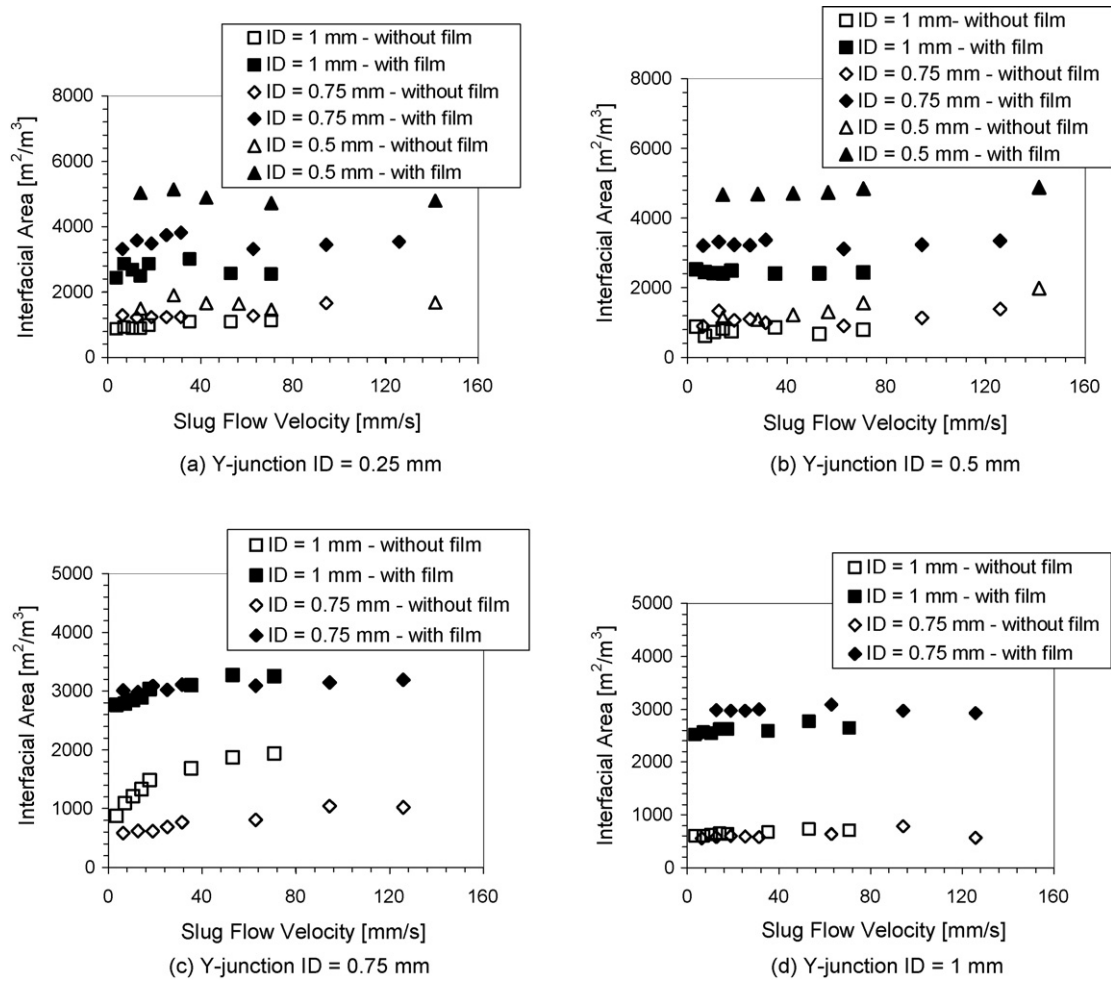 ID = 1 mm - without film
ID = 1 mm - with film
ID = 0.75 mm - without film
ID = 0.75 mm - with film
ID = 0.5 mm - without film
ID = 0.5 mm - with film
Interfacial Area [m²/m³]
8000
6000
4000
2000
0
0 40 80 120 160
Slug Flow Velocity [mm/s]
(a) Y-junction ID = 0.25 mm
ID = 1 mm- without film
ID = 1 mm - with film
ID = 0.75 mm - without film
ID = 0.75 mm - with film
ID = 0.5 mm - without film
ID = 0.5 mm - with film
Interfacial Area [m²/m³]
8000
6000
4000
2000
0
0 40 80 120 160
Slug Flow Velocity [mm/s]
(b) Y-junction ID = 0.5 mm
ID = 1 mm - without film
ID = 1 mm - with film
ID = 0.75 mm - without film
ID = 0.75 mm - with film
Interfacial Area [m²/m³]
5000
4000
3000
2000
1000
0
0 40 80 120 160
Slug Flow Velocity [mm/s]
(c) Y-junction ID = 0.75 mm
ID = 1 mm - without film
ID = 1 mm - with film
ID = 0.75 mm - without film
ID = 0.75 mm - with film
Interfacial Area [m²/m³]
5000
4000
3000
2000
1000
0
0 40 80 120 160
Slug Flow Velocity [mm/s]
(d) Y-junction ID = 1 mm